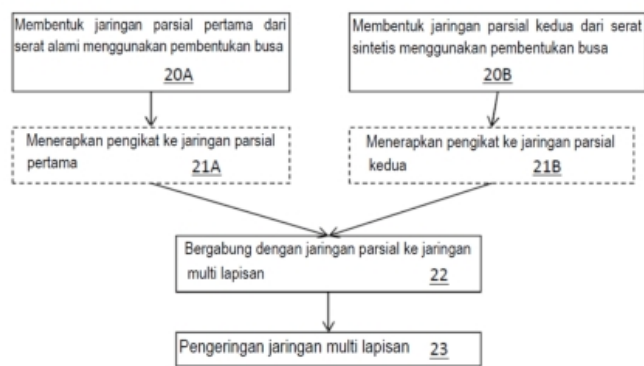 Membentuk jaringan parsial pertama dari
serat alami menggunakan pembentukan busa
20A
Membentuk jaringan parsial kedua dari serat
sintetis menggunakan pembentukan busa
20B
Menerapkan pengikat ke jaringan parsial
pertama 21A
Menerapkan pengikat ke jaringan parsial
kedua 21B
Bergabung dengan jaringan parsial ke jaringan
multi lapisan 22
Pengeringan jaringan multi lapisan 23